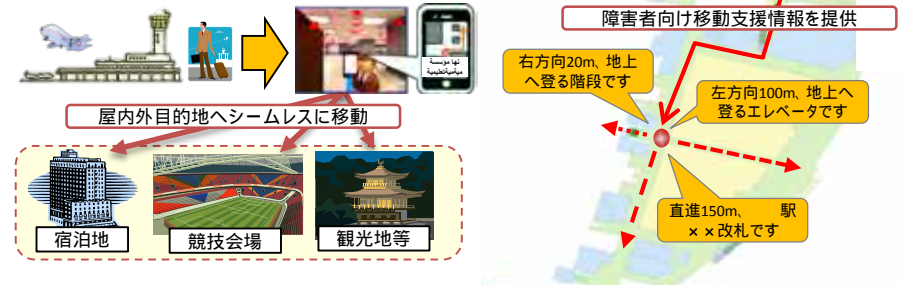 نها مؤسسة
屋内外目的地へシームレスに移動
宿泊地
競技会場
観光地等
障害者向け移動支援情報を提供
右方向20m、地上
へ登る階段です
左方向100m、地上へ
登るエレベータです
直進150m、 駅
××改札です